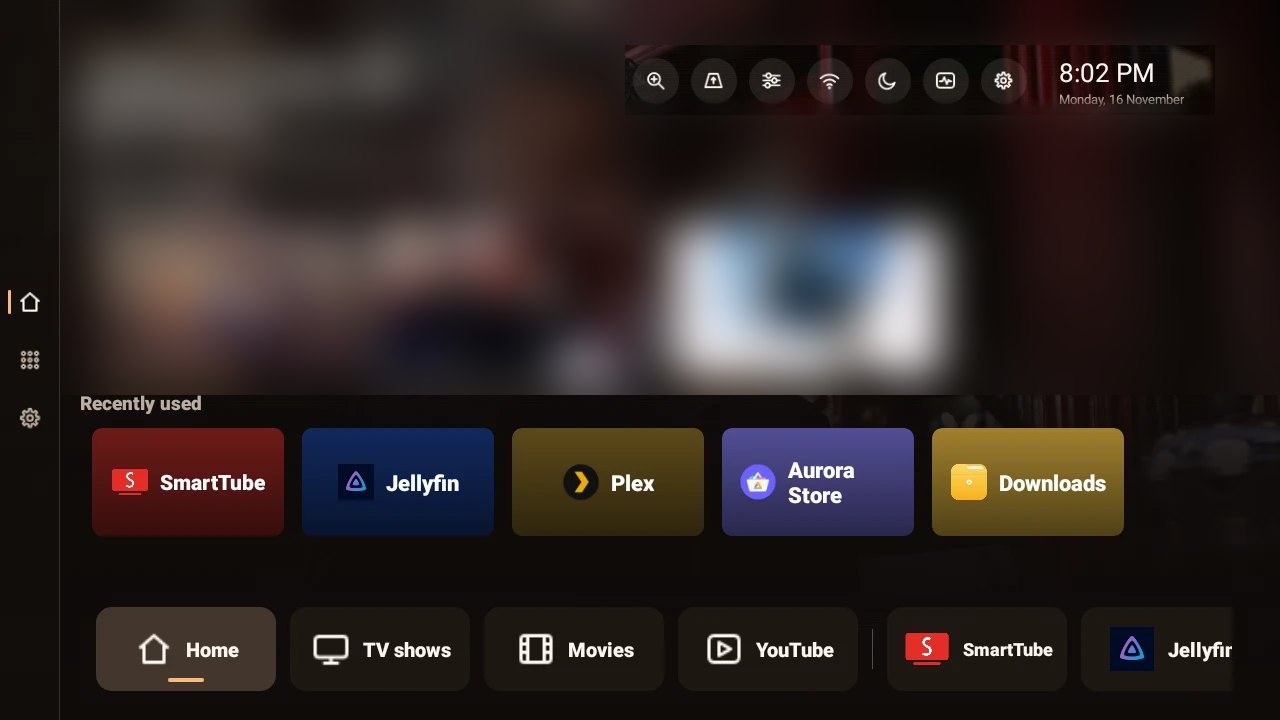 8:02 PM
Monday, 16 November
Recently used
SmartTube
Jellyfin
Plex
Aurora
Store
Downloads
Home
TV shows
Movies
YouTube
SmartTube
Jellyfin